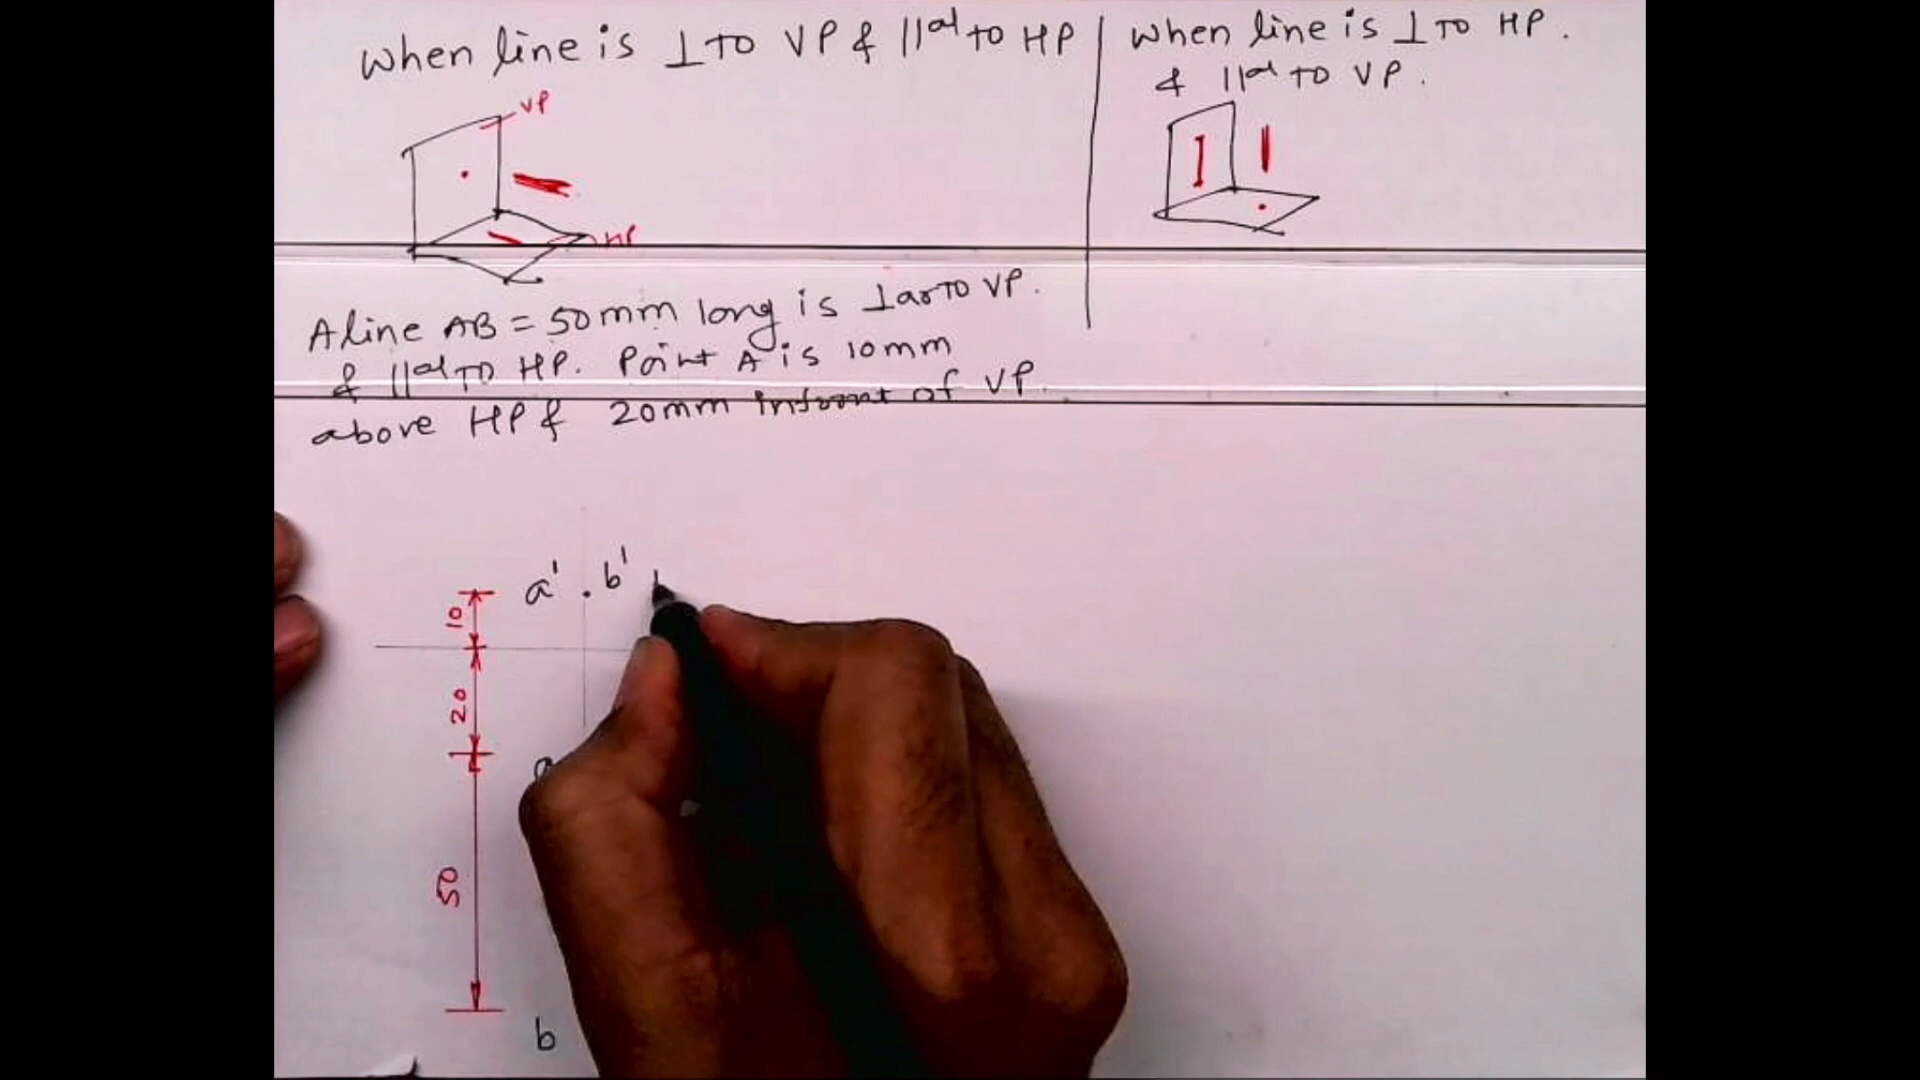 When line is ⊥ TO VP & ||al to HP
When line is ⊥ TO HP.
& ||al TO VP.
VP
HP
A line AB = 50mm long is ⊥ar TO VP.
& ||al TO HP. Point A is 10mm
above HP & 20mm infront of VP.
a' . b'
10
20
a
50
b